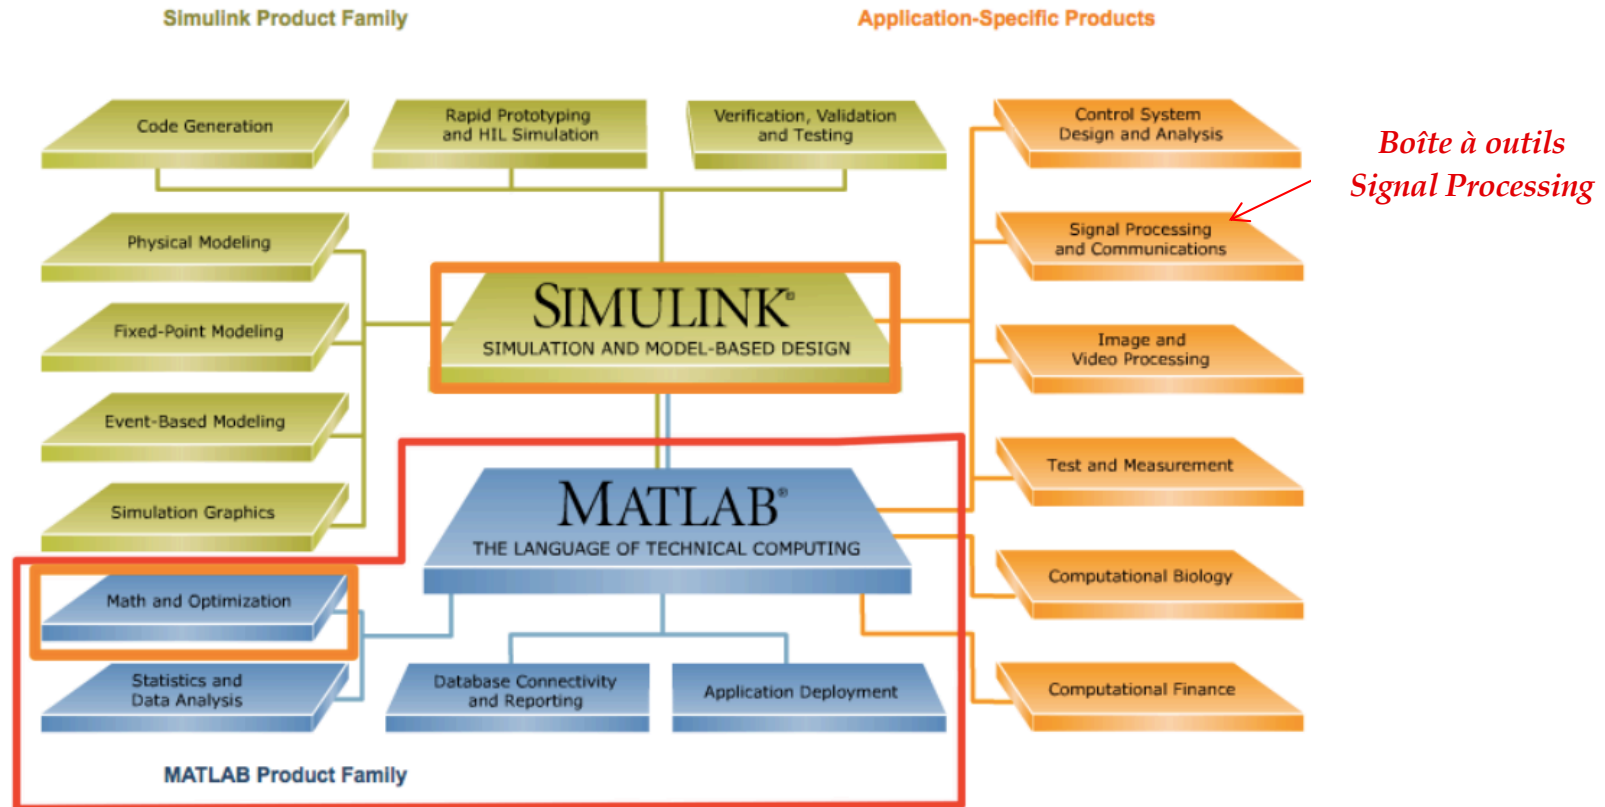 Simulink Product Family
Application-Specific Products
Code Generation
Rapid Prototyping
and HIL Simulation
Verification, Validation
and Testing
Control System
Design and Analysis
Boîte à outils
Signal Processing
Physical Modeling
Signal Processing
and Communications
SIMULINK®
SIMULATION AND MODEL-BASED DESIGN
Fixed-Point Modeling
Image and
Video Processing
Event-Based Modeling
Test and Measurement
Simulation Graphics
MATLAB®
THE LANGUAGE OF TECHNICAL COMPUTING
Math and Optimization
Computational Biology
Statistics and
Data Analysis
Database Connectivity
and Reporting
Application Deployment
Computational Finance
MATLAB Product Family